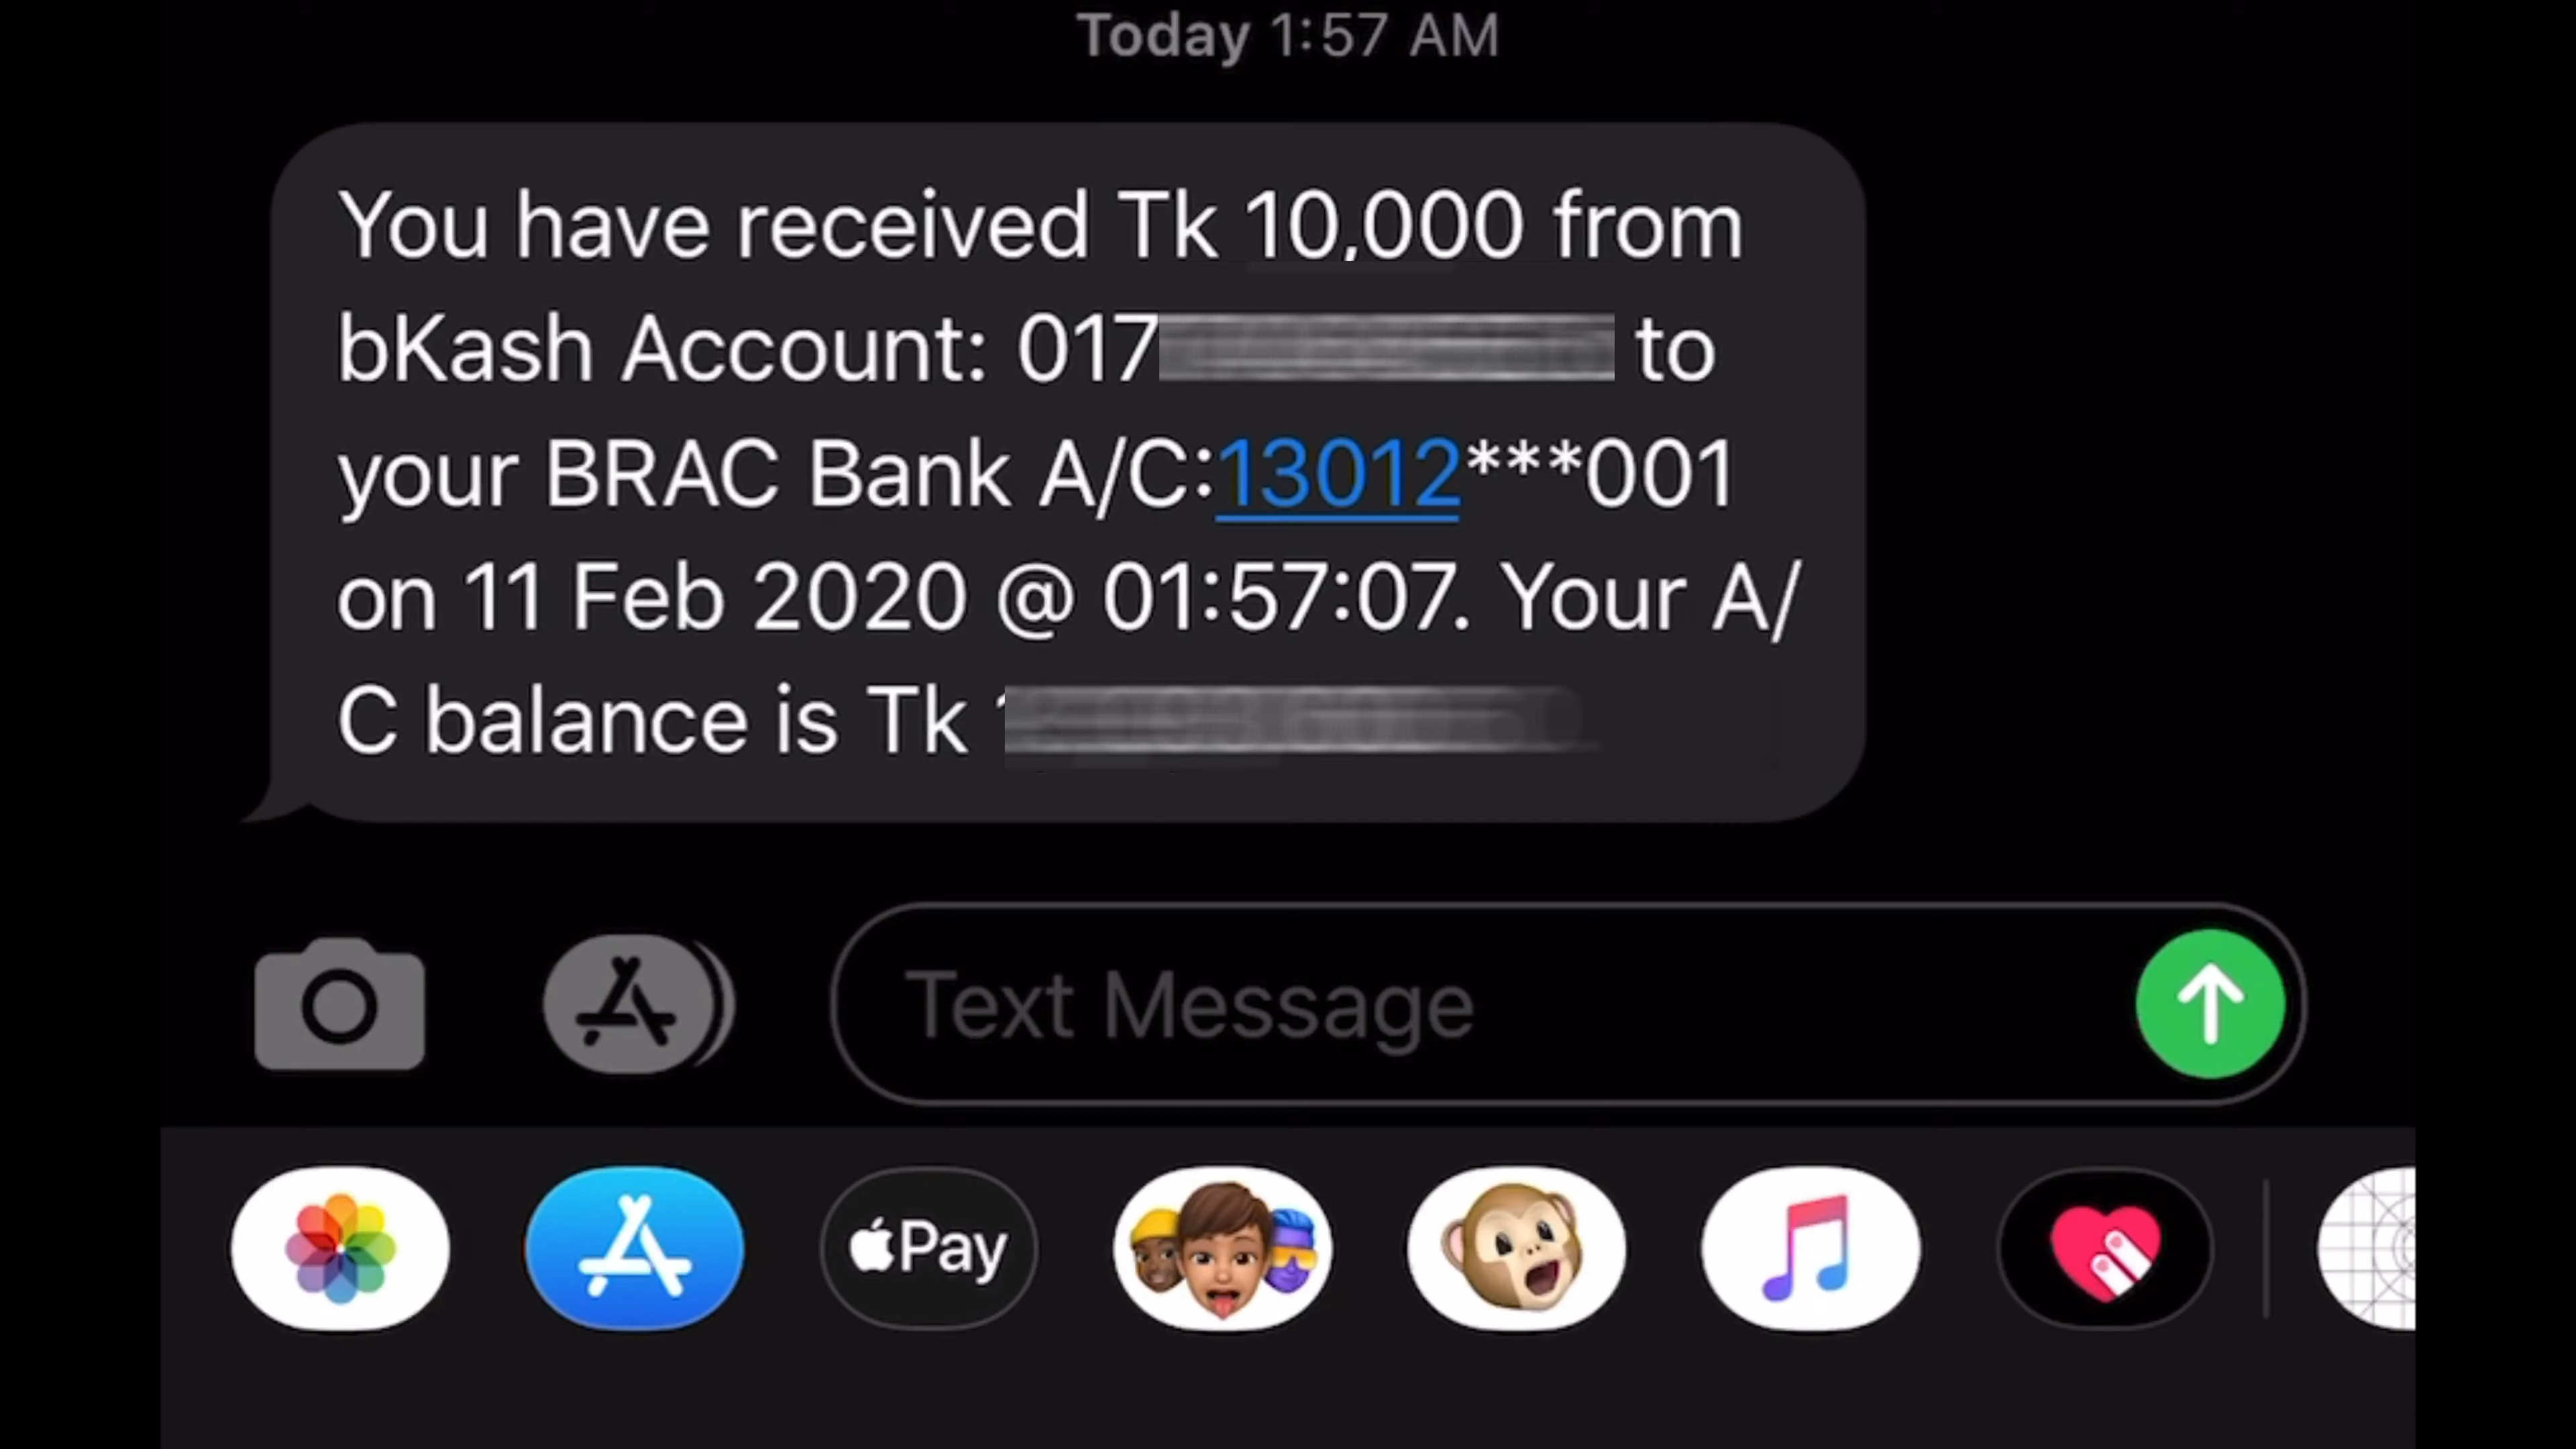 Today 1:57 AM
You have received Tk 10,000 from
bKash Account: 017 to
your BRAC Bank A/C:13012***001
on 11 Feb 2020 @ 01:57:07. Your A/
C balance is Tk
Text Message
Pay